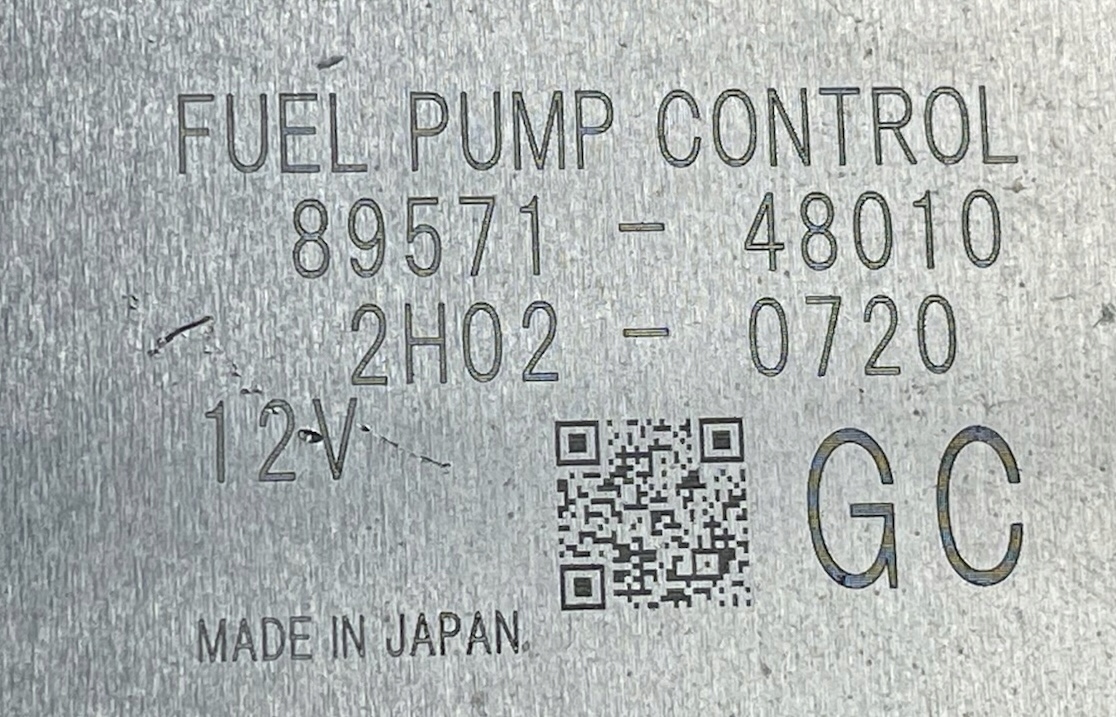 FUEL PUMP CONTROL
89571 - 48010
2H02 - 0720
12V
GC
MADE IN JAPAN